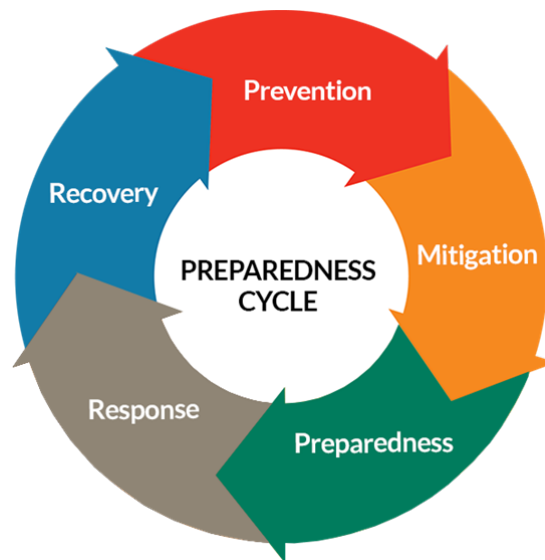 Prevention
Recovery
Mitigation
PREPAREDNESS
CYCLE
Response
Preparedness